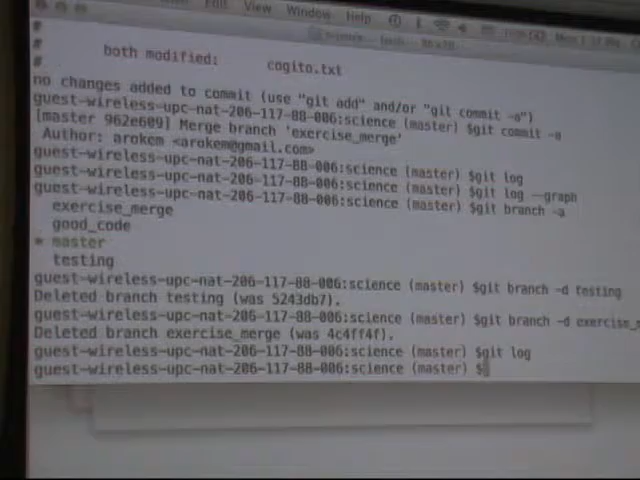 Edit View Window Help
#
# both modified: cogito.txt
#
no changes added to commit (use "git add" and/or "git commit -a")
guest-wireless-upc-nat-206-117-88-006:science (master) $git commit -a
[master 962e609] Merge branch 'exercise_merge'
Author: arokem <arokem@gmail.com>
guest-wireless-upc-nat-206-117-88-006:science (master) $git log
guest-wireless-upc-nat-206-117-88-006:science (master) $git log --graph
guest-wireless-upc-nat-206-117-88-006:science (master) $git branch -a
exercise_merge
good_code
* master
testing
guest-wireless-upc-nat-206-117-88-006:science (master) $git branch -d testing
Deleted branch testing (was 5243db7).
guest-wireless-upc-nat-206-117-88-006:science (master) $git branch -d exercise_m
Deleted branch exercise_merge (was 4c4ff4f).
guest-wireless-upc-nat-206-117-88-006:science (master) $git log
guest-wireless-upc-nat-206-117-88-006:science (master) $